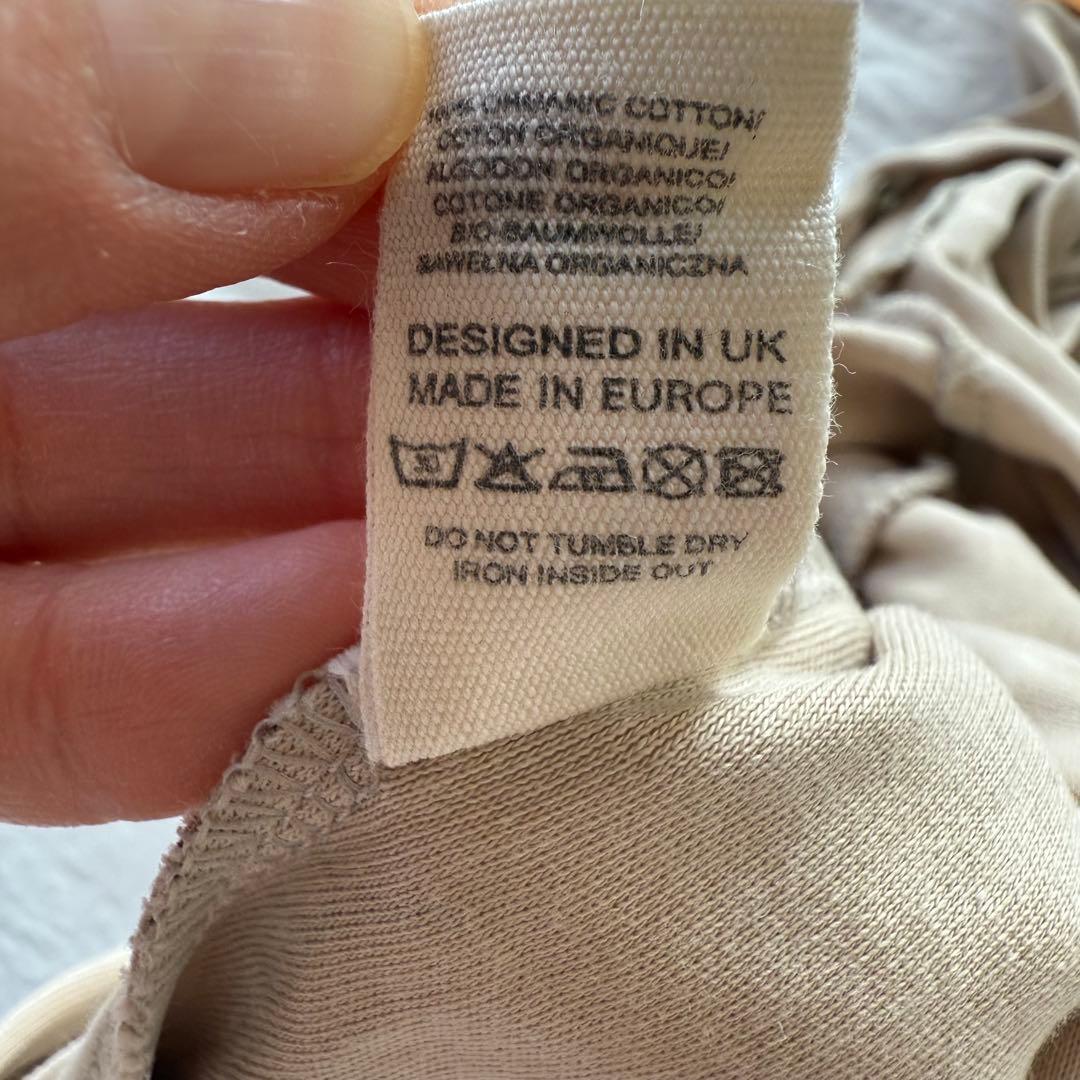 ORGANIC COTTON/
COTON ORGANIQUE/
ALGODON ORGANICO/
COTONE ORGANICO/
BIO-BAUMWOLLE/
BAWEŁNA ORGANICZNA
DESIGNED IN UK
MADE IN EUROPE
30
DO NOT TUMBLE DRY
IRON INSIDE OUT